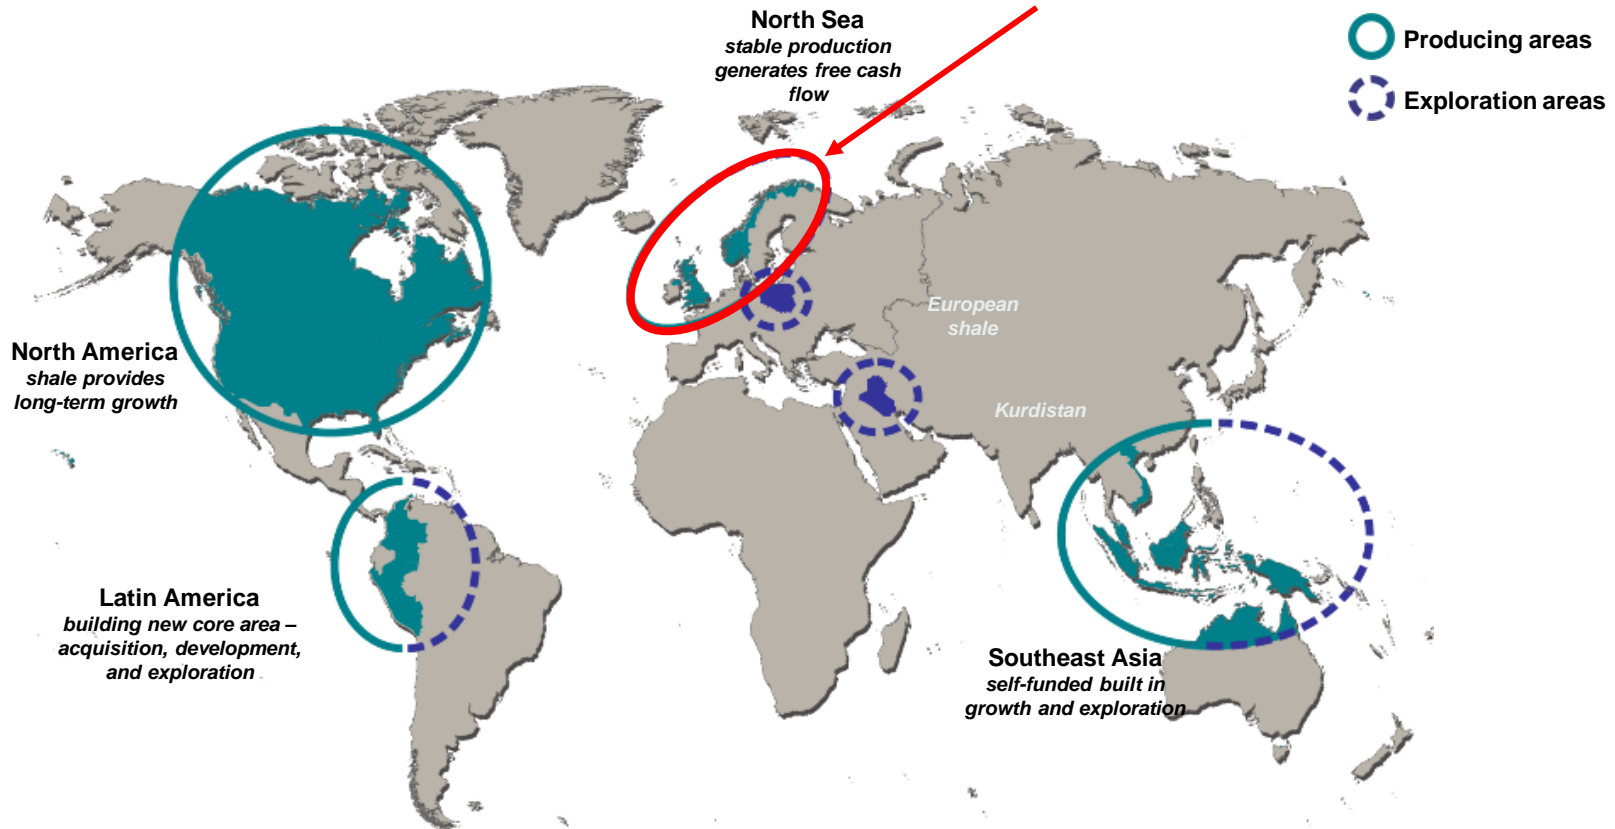 North Sea
stable production
generates free cash
flow
Producing areas
Exploration areas
European
shale
North America
shale provides
long-term growth
Kurdistan
Latin America
building new core area –
acquisition, development,
and exploration
Southeast Asia
self-funded built in
growth and exploration